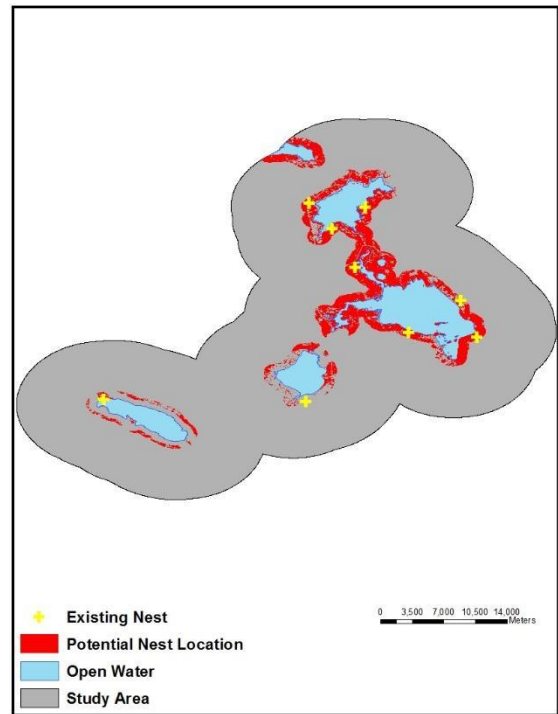 Existing Nest
Potential Nest Location
Open Water
Study Area
0 3,500 7,000 10,500 14,000
Meters